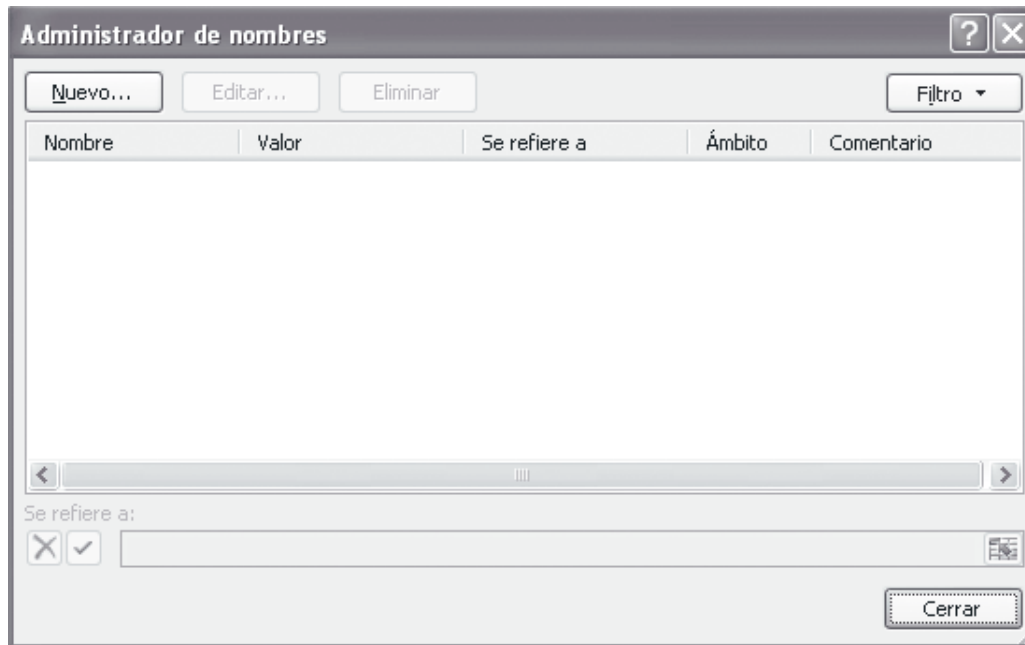 Administrador de nombres
Nuevo... Editar... Eliminar Filtro
Nombre Valor Se refiere a Ámbito Comentario
Se refiere a:
Cerrar